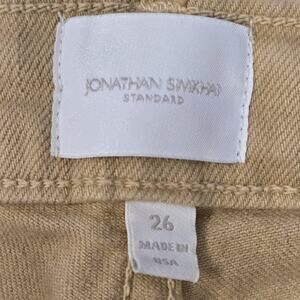 JONATHAN SIMKHAI
STANDARD
26
MADE IN
USA